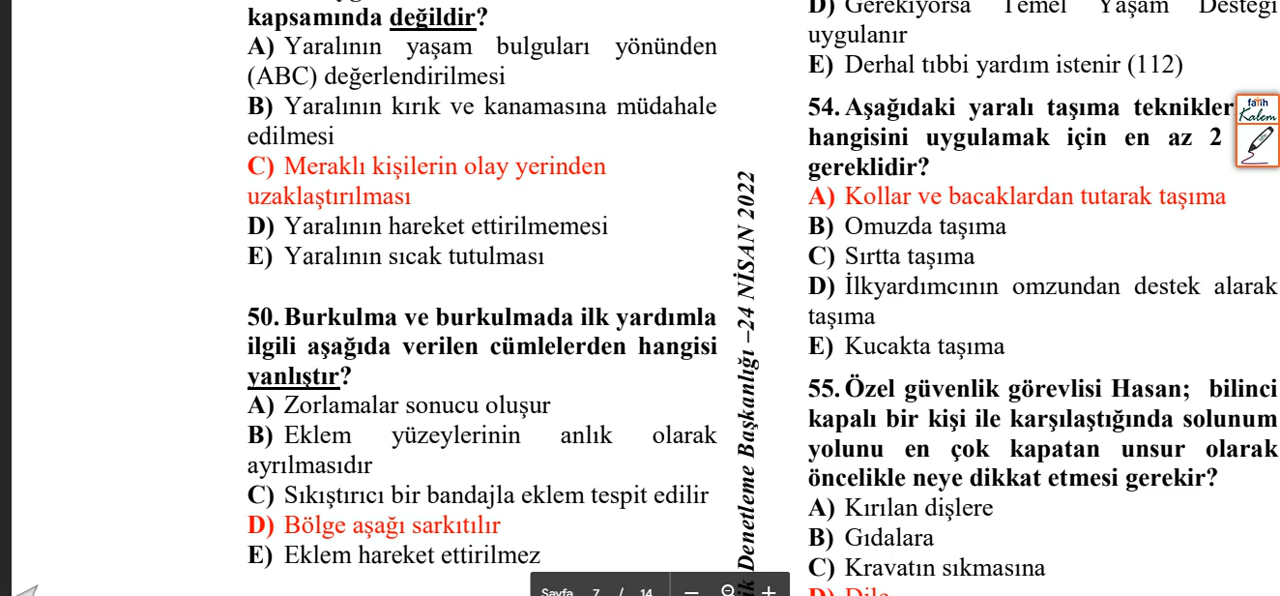 kapsamında değildir?
A) Yaralının yaşam bulguları yönünden
(ABC) değerlendirilmesi
B) Yaralının kırık ve kanamasına müdahale
edilmesi
C) Meraklı kişilerin olay yerinden
uzaklaştırılması
D) Yaralının hareket ettirilmemesi
E) Yaralının sıcak tutulması
50. Burkulma ve burkulmada ilk yardımla
ilgili aşağıda verilen cümlelerden hangisi
yanlıştır?
A) Zorlamalar sonucu oluşur
B) Eklem yüzeylerinin anlık olarak
ayrılmasıdır
C) Sıkıştırıcı bir bandajla eklem tespit edilir
D) Bölge aşağı sarkıtılır
E) Eklem hareket ettirilmez
Denetleme Başkanlığı –24 NİSAN 2022
D) Gerekiyorsa Temel Yaşam Desteği
uygulanır
E) Derhal tıbbi yardım istenir (112)
54. Aşağıdaki yaralı taşıma teknikler
hangisini uygulamak için en az 2
gereklidir?
A) Kollar ve bacaklardan tutarak taşıma
B) Omuzda taşıma
C) Sırtta taşıma
D) İlkyardımcının omzundan destek alarak
taşıma
E) Kucakta taşıma
55. Özel güvenlik görevlisi Hasan; bilinci
kapalı bir kişi ile karşılaştığında solunum
yolunu en çok kapatan unsur olarak
öncelikle neye dikkat etmesi gerekir?
A) Kırılan dişlere
B) Gıdalara
C) Kravatın sıkmasına
D) Dile
fatih
Kalem
Sayfa 7 / 14